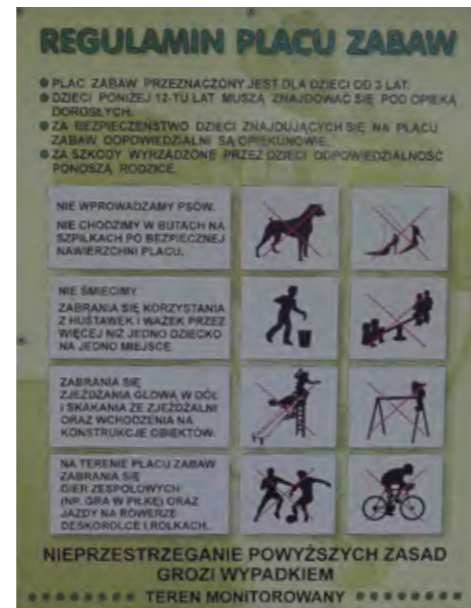 REGULAMIN PLACU ZABAW
PLAC ZABAW PRZEZNACZONY JEST DLA DZIECI OD 3 LAT.
DZIECI PONIŻEJ 12-TU LAT MUSZĄ ZNAJDOWAĆ SIĘ POD OPIEKĄ
DOROSŁYCH.
ZA BEZPIECZEŃSTWO DZIECI ZNAJDUJĄCYCH SIĘ NA PLACU
ZABAW ODPOWIEDZIALNI SĄ OPIEKUNOWIE.
ZA SZKODY WYRZĄDZONE PRZEZ DZIECI ODPOWIEDZIALNOŚĆ
PONOSZĄ RODZICE.
NIE WPROWADZAMY PSÓW.
NIE CHODZIMY W BUTACH NA
SZPILKACH PO BEZPIECZNEJ
NAWIERZCHNI PLACU.
NIE ŚMIECIMY.
ZABRANIA SIĘ KORZYSTANIA
Z HUŚTAWEK I WAŻEK PRZEZ
WIĘCEJ NIŻ JEDNO DZIECKO
NA JEDNO MIEJSCE.
ZABRANIA SIĘ
ZJEŻDŻANIA GŁOWĄ W DÓŁ
I SKAKANIA ZE ZJEŻDŻALNI
ORAZ WCHODZENIA NA
KONSTRUKCJE OBIEKTÓW.
NA TERENIE PLACU ZABAW
ZABRANIA SIĘ
GIER ZESPOŁOWYCH
(NP. GRA W PIŁKĘ) ORAZ
JAZDY NA ROWERZE
DESKOROLCE I ROLKACH.
NIEPRZESTRZEGANIE POWYŻSZYCH ZASAD
GROZI WYPADKIEM
TEREN MONITOROWANY